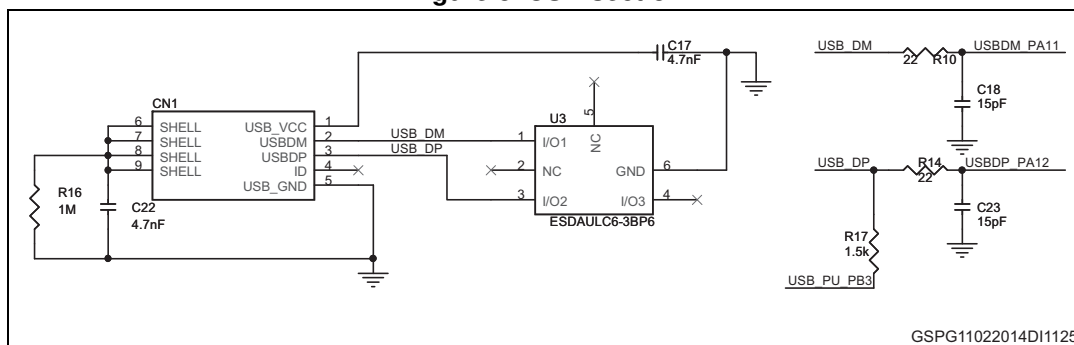 C17
4.7nF
CN1
6 SHELL USB_VCC 1
7 SHELL USBDM 2 USB_DM
8 SHELL USBDP 3 USB_DP
9 SHELL ID 4
USB_GND 5
R16
1M
C22
4.7nF
U3
5
NC
1 I/O1
2 NC GND 6
3 I/O2 I/O3 4
ESDAULC6-3BP6
USB_DM USBDM_PA11
22 R10
C18
15pF
USB_DP R14 USBDP_PA12
22
C23
15pF
R17
1.5k
USB_PU_PB3
GSPG11022014DI1125